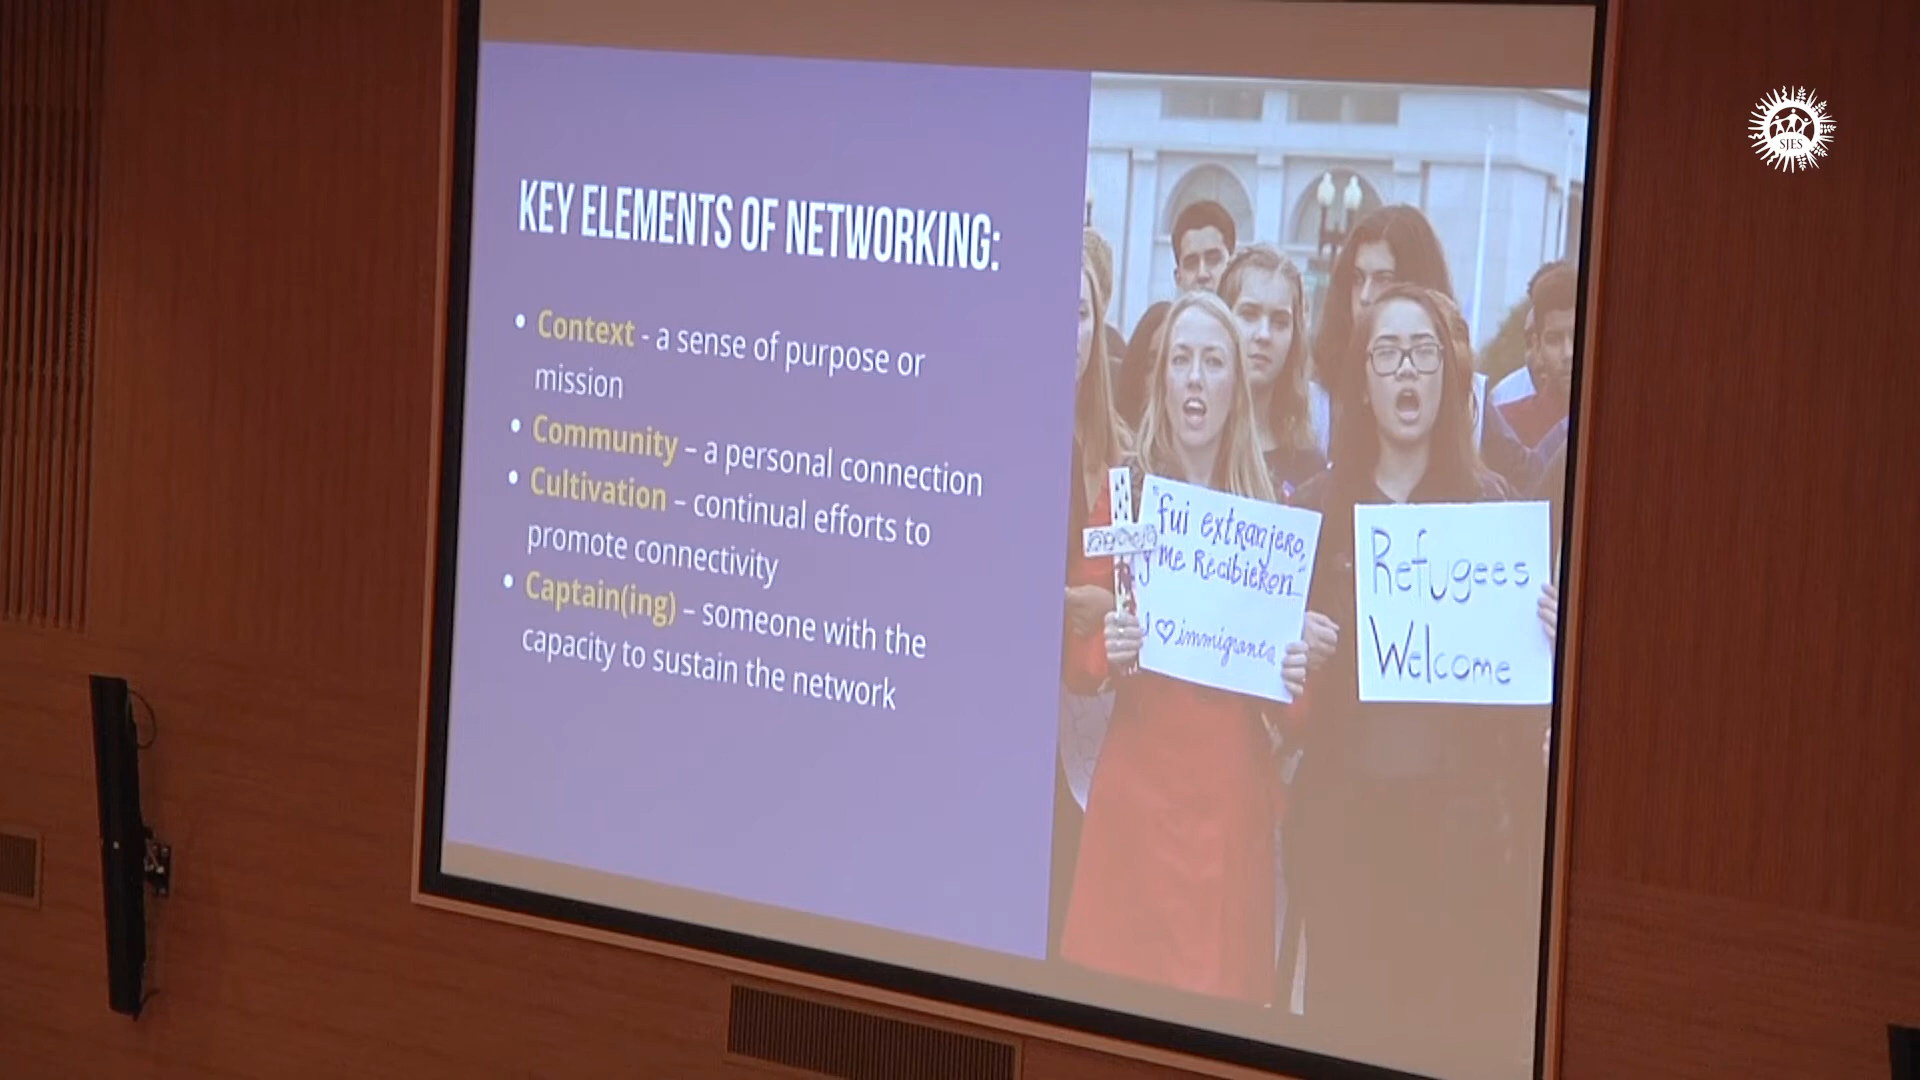 KEY ELEMENTS OF NETWORKING:
• Context - a sense of purpose or
mission
• Community – a personal connection
• Cultivation – continual efforts to
promote connectivity
• Captain(ing) – someone with the
capacity to sustain the network
"fui extranjero,
y me Recibieron"
I ♡ immigrants
Refugees
Welcome
SJES